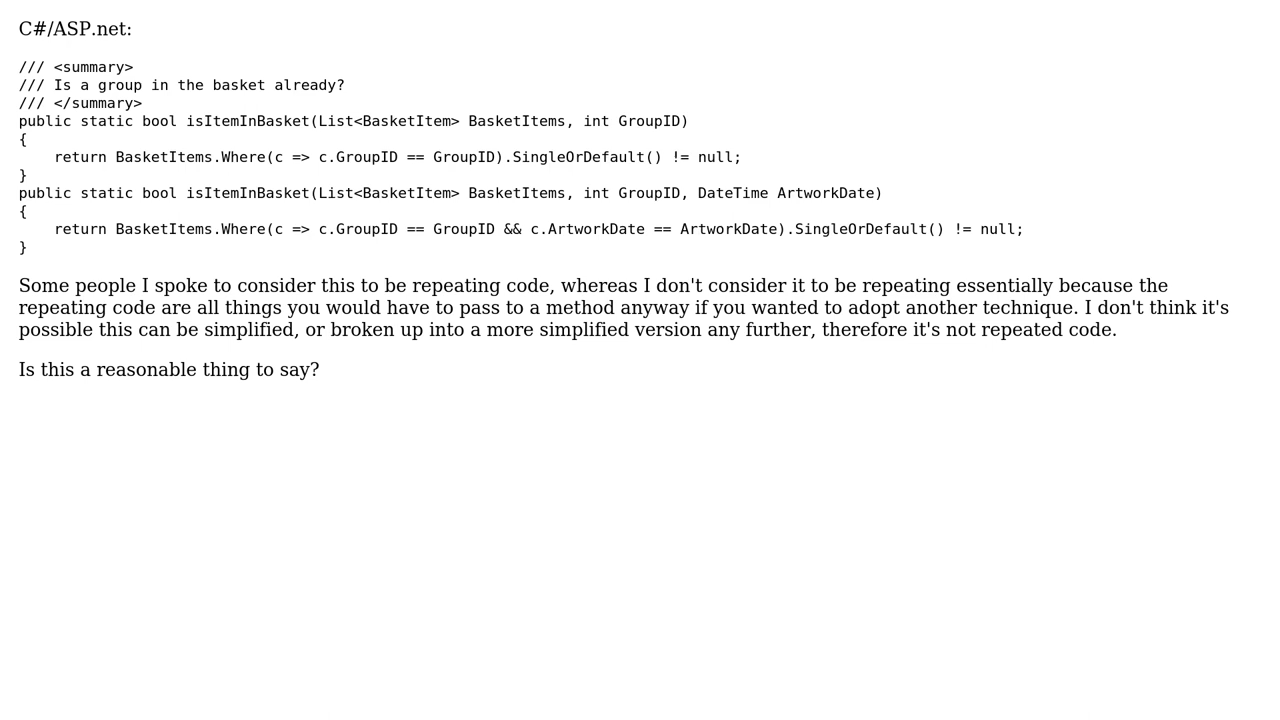 C#/ASP.net:
/// <summary>
/// Is a group in the basket already?
/// </summary>
public static bool isItemInBasket(List<BasketItem> BasketItems, int GroupID)
{
    return BasketItems.Where(c => c.GroupID == GroupID).SingleOrDefault() != null;
}
public static bool isItemInBasket(List<BasketItem> BasketItems, int GroupID, DateTime ArtworkDate)
{
    return BasketItems.Where(c => c.GroupID == GroupID && c.ArtworkDate == ArtworkDate).SingleOrDefault() != null;
}
Some people I spoke to consider this to be repeating code, whereas I don't consider it to be repeating essentially because the
repeating code are all things you would have to pass to a method anyway if you wanted to adopt another technique. I don't think it's
possible this can be simplified, or broken up into a more simplified version any further, therefore it's not repeated code.
Is this a reasonable thing to say?